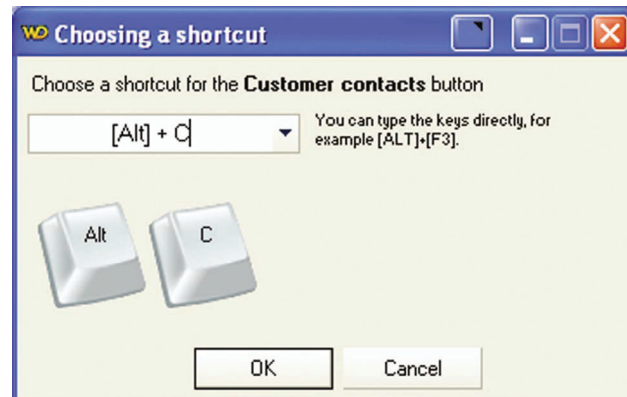 WD Choosing a shortcut
Choose a shortcut for the Customer contacts button
[Alt] + C
You can type the keys directly, for
example [ALT]+[F3].
Alt C
OK Cancel